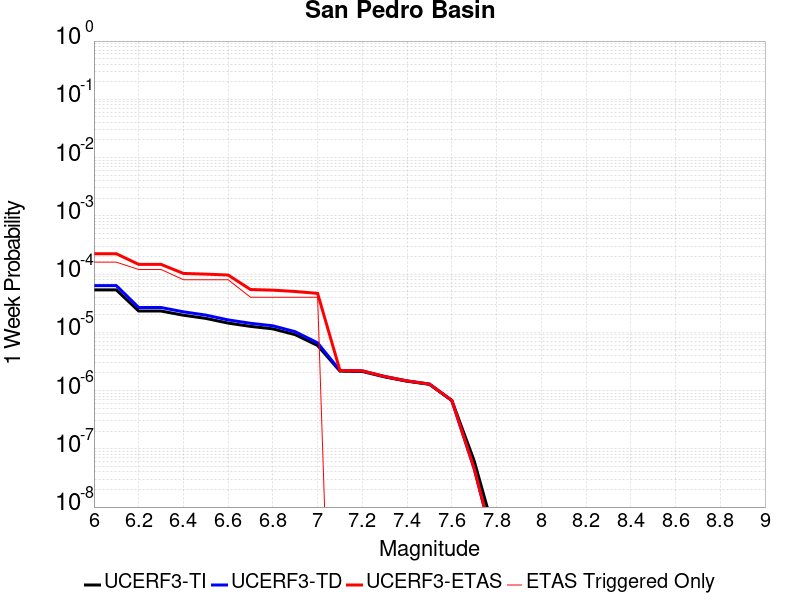 San Pedro Basin
1 Week Probability
10^0
10^-1
10^-2
10^-3
10^-4
10^-5
10^-6
10^-7
10^-8
6 6.2 6.4 6.6 6.8 7 7.2 7.4 7.6 7.8 8 8.2 8.4 8.6 8.8 9
Magnitude
UCERF3-TI UCERF3-TD UCERF3-ETAS ETAS Triggered Only